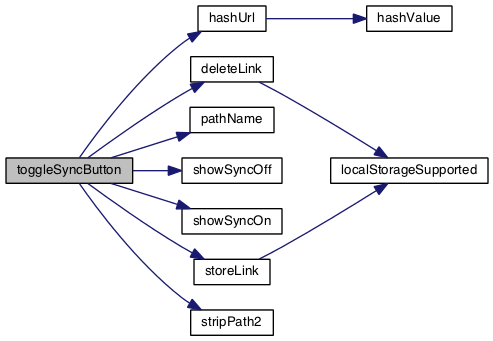 toggleSyncButton
hashUrl
hashValue
deleteLink
pathName
showSyncOff
showSyncOn
storeLink
stripPath2
localStorageSupported